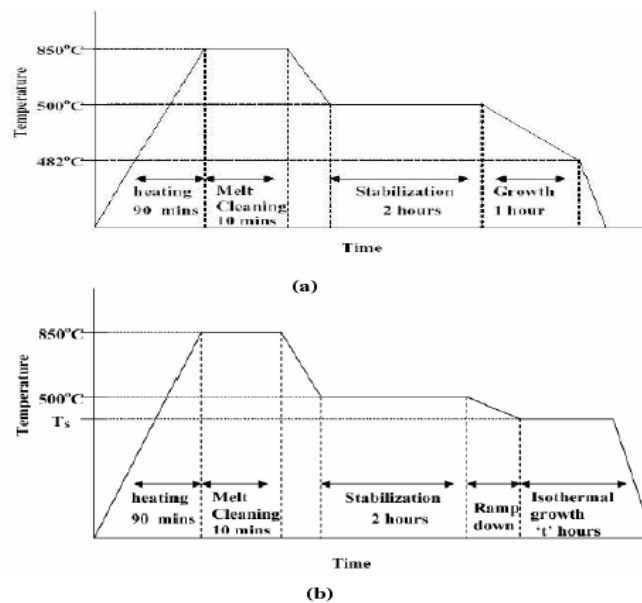 850°C
500°C
482°C
Temperature
heating
90 mins
Melt
Cleaning
10 mins
Stabilization
2 hours
Growth
1 hour
Time
(a)
850°C
500°C
Ts
Temperature
heating
90 mins
Melt
Cleaning
10 mins
Stabilization
2 hours
Ramp
down
Isothermal
growth
't' hours
Time
(b)